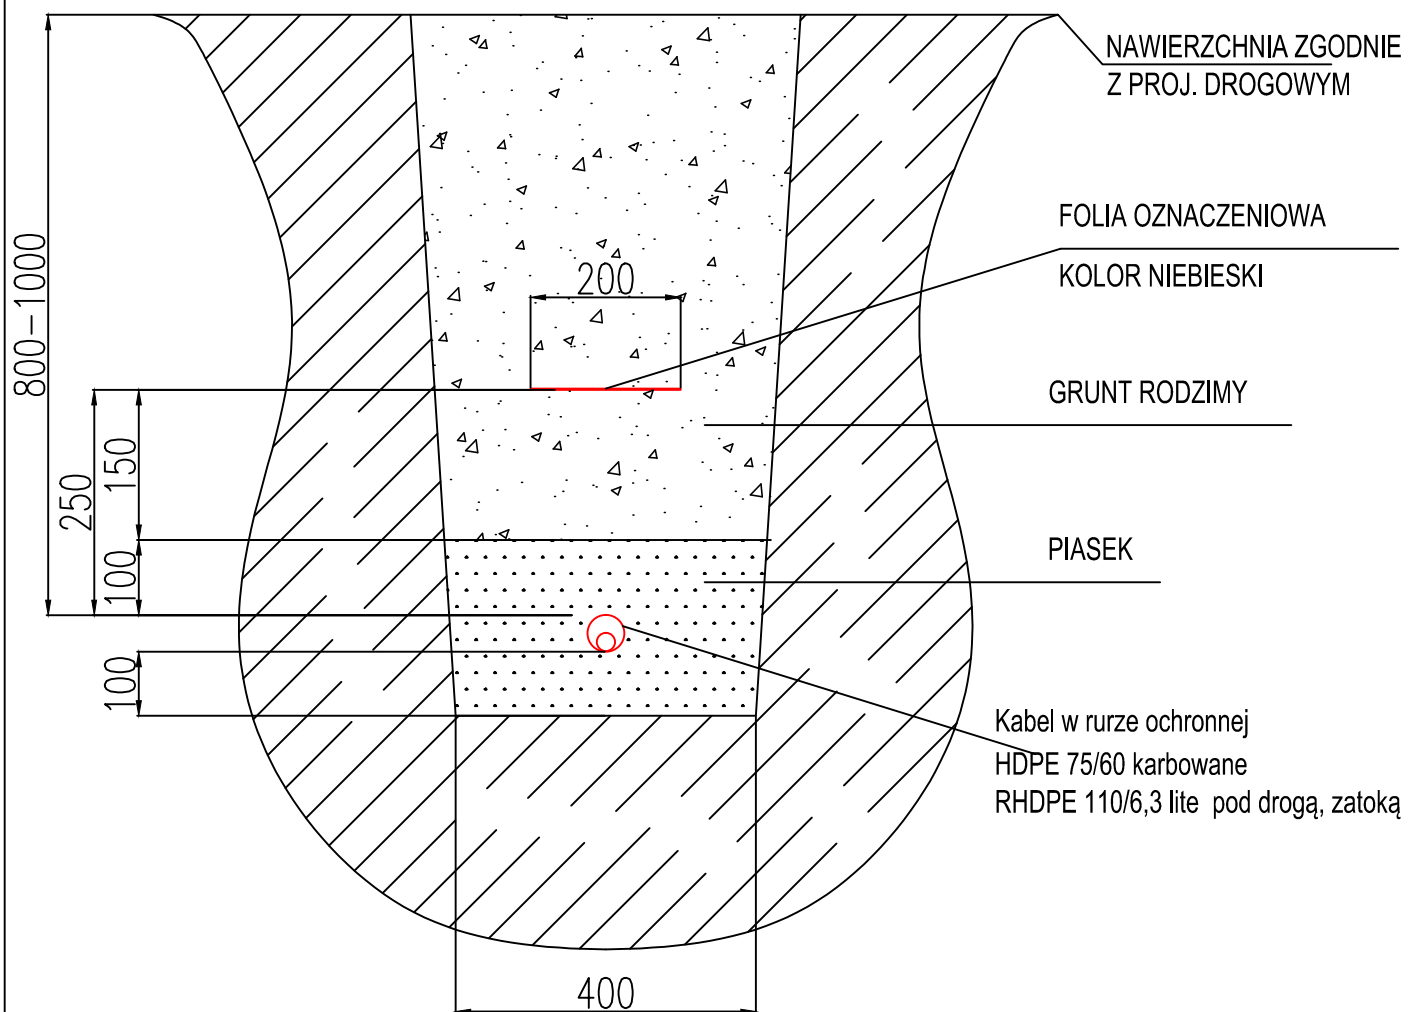 NAWIERZCHNIA ZGODNIE
Z PROJ. DROGOWYM
FOLIA OZNACZENIOWA
KOLOR NIEBIESKI
200
800-1000
GRUNT RODZIMY
150
250
PIASEK
100
100
Kabel w rurze ochronnej
HDPE 75/60 karbowane
RHDPE 110/6,3 lite pod drogą, zatoką
400